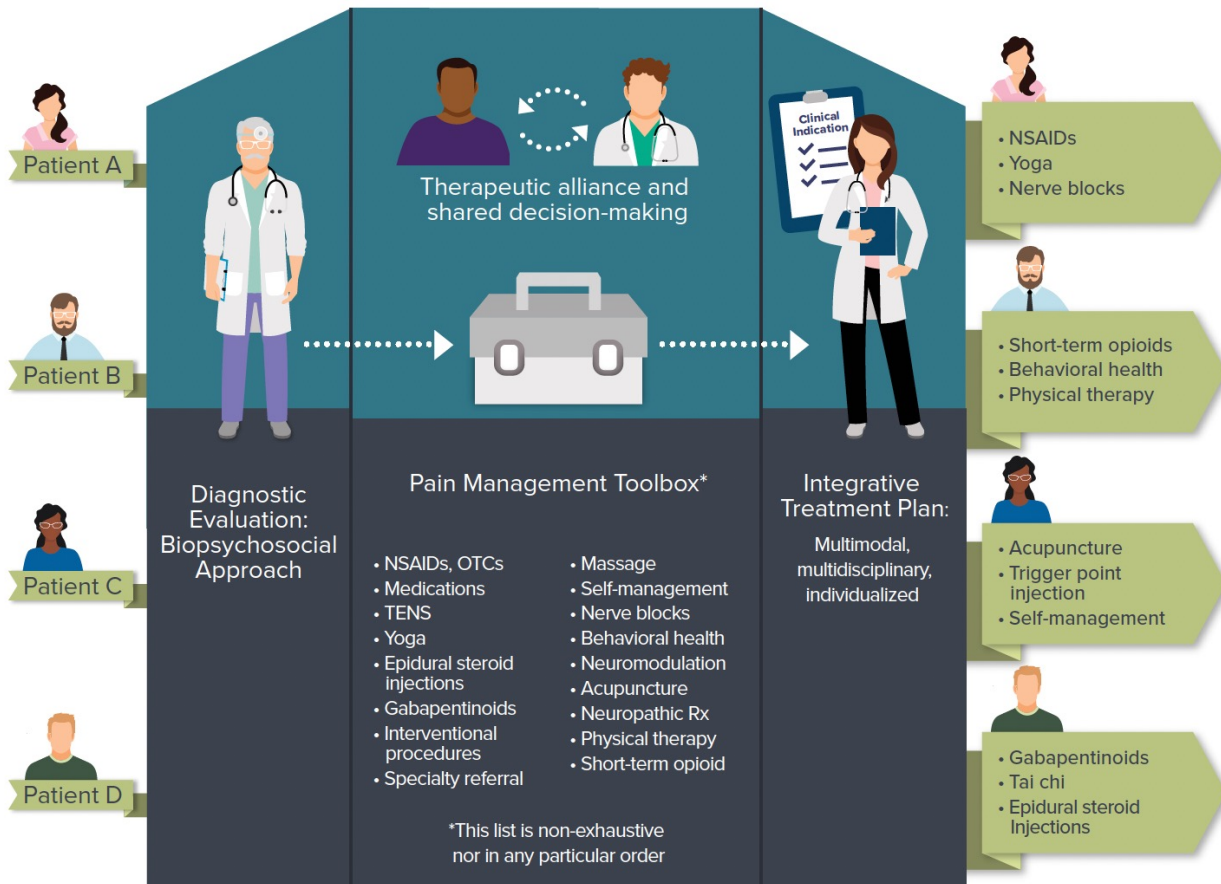 Patient A
Patient B
Patient C
Patient D
Diagnostic
Evaluation:
Biopsychosocial
Approach
Therapeutic alliance and
shared decision-making
Pain Management Toolbox*
• NSAIDs, OTCs
• Medications
• TENS
• Yoga
• Epidural steroid
injections
• Gabapentinoids
• Interventional
procedures
• Specialty referral
• Massage
• Self-management
• Nerve blocks
• Behavioral health
• Neuromodulation
• Acupuncture
• Neuropathic Rx
• Physical therapy
• Short-term opioid
*This list is non-exhaustive
nor in any particular order
Clinical
Indication
Integrative
Treatment Plan:
Multimodal,
multidisciplinary,
individualized
• NSAIDs
• Yoga
• Nerve blocks
• Short-term opioids
• Behavioral health
• Physical therapy
• Acupuncture
• Trigger point
injection
• Self-management
• Gabapentinoids
• Tai chi
• Epidural steroid
Injections